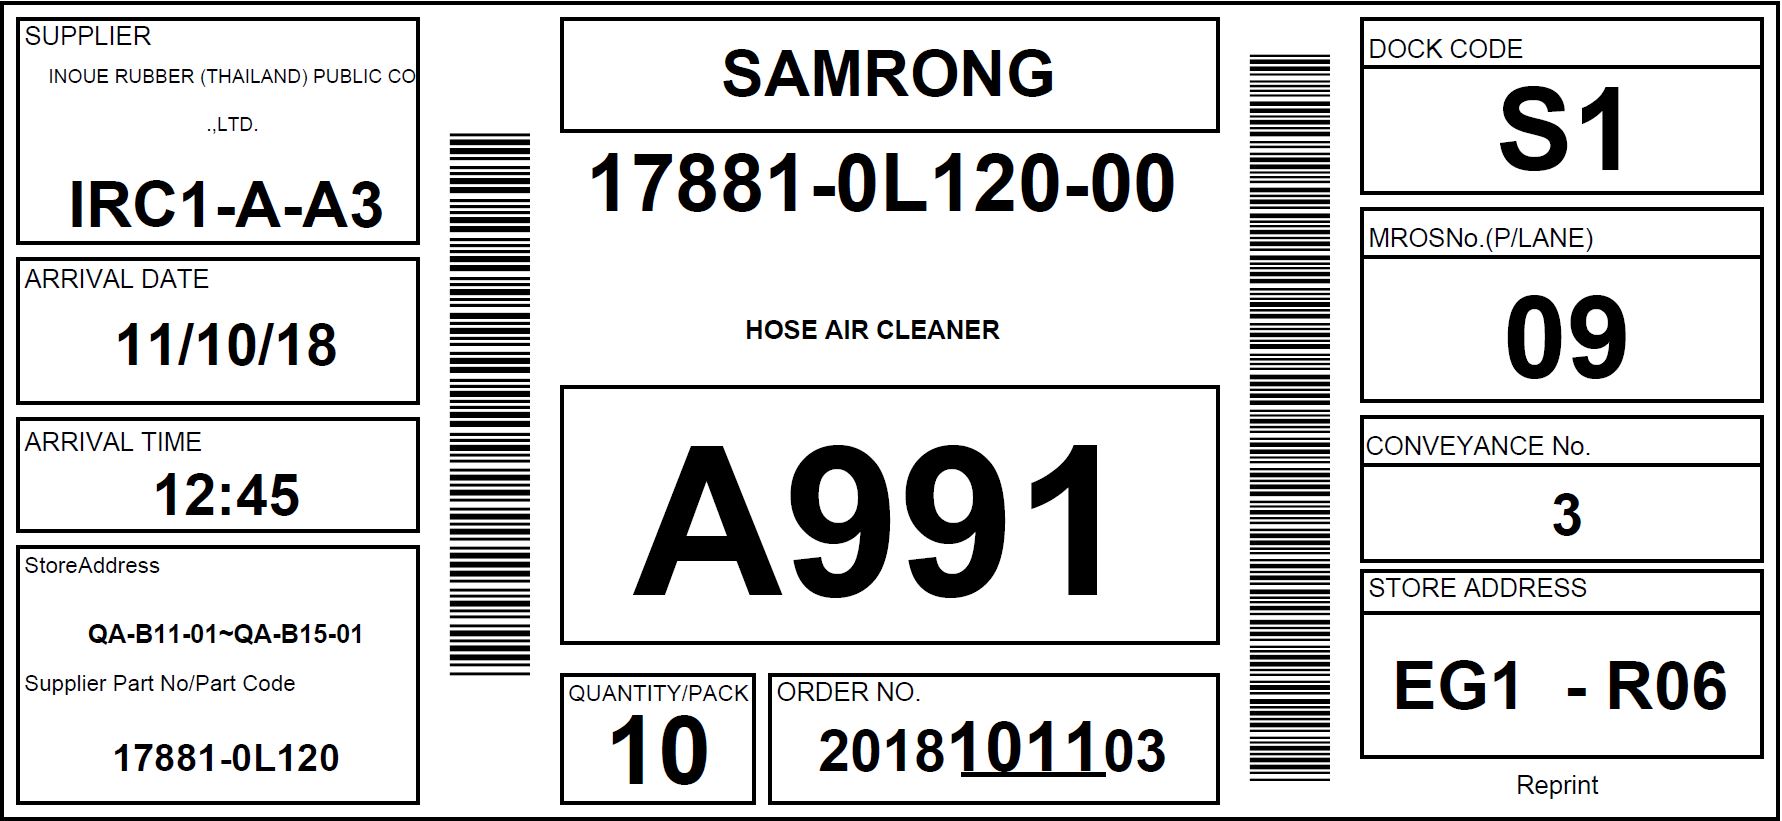 SUPPLIER
INOUE RUBBER (THAILAND) PUBLIC CO
.,LTD.
IRC1-A-A3
ARRIVAL DATE
11/10/18
ARRIVAL TIME
12:45
StoreAddress
QA-B11-01~QA-B15-01
Supplier Part No/Part Code
17881-0L120
SAMRONG
17881-0L120-00
HOSE AIR CLEANER
A991
QUANTITY/PACK
10
ORDER NO.
2018101103
DOCK CODE
S1
MROSNo.(P/LANE)
09
CONVEYANCE No.
3
STORE ADDRESS
EG1 - R06
Reprint